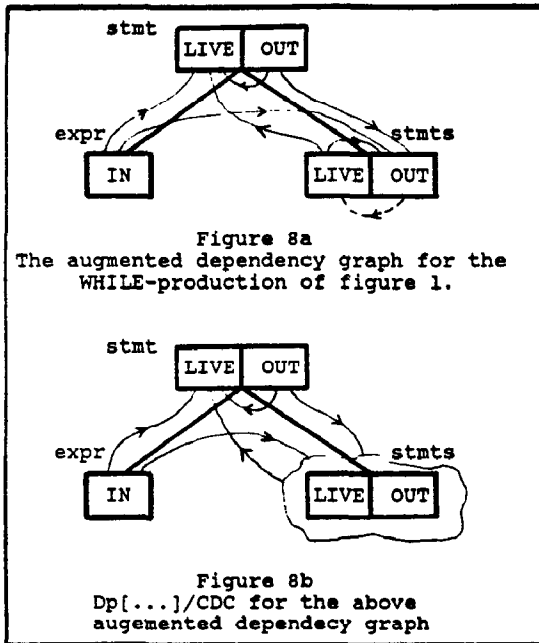 stmt
LIVE OUT
expr stmts
IN LIVE OUT
Figure 8a
The augmented dependency graph for the
WHILE-production of figure 1.
stmt
LIVE OUT
expr stmts
IN LIVE OUT
Figure 8b
Dp[...]/CDC for the above
augemented dependecy graph